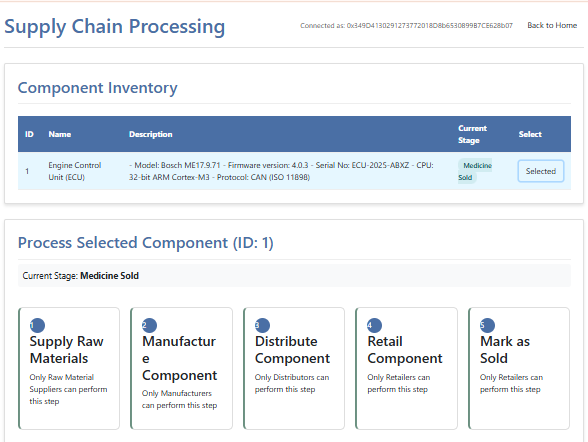 Supply Chain Processing
Connected as: 0x349D4130291273772018D8b6530899B7CE628b07
Back to Home
Component Inventory
ID Name Description Current Stage Select
1 Engine Control Unit (ECU) - Model: Bosch ME17.9.71 - Firmware version: 4.0.3 - Serial No: ECU-2025-ABXZ - CPU: 32-bit ARM Cortex-M3 - Protocol: CAN (ISO 11898) Medicine Sold Selected
Process Selected Component (ID: 1)
Current Stage: Medicine Sold
1
Supply Raw
Materials
Only Raw Material
Suppliers can perform
this step
2
Manufactur
e
Component
Only Manufacturers
can perform this step
3
Distribute
Component
Only Distributors can
perform this step
4
Retail
Component
Only Retailers can
perform this step
5
Mark as
Sold
Only Retailers can
perform this step